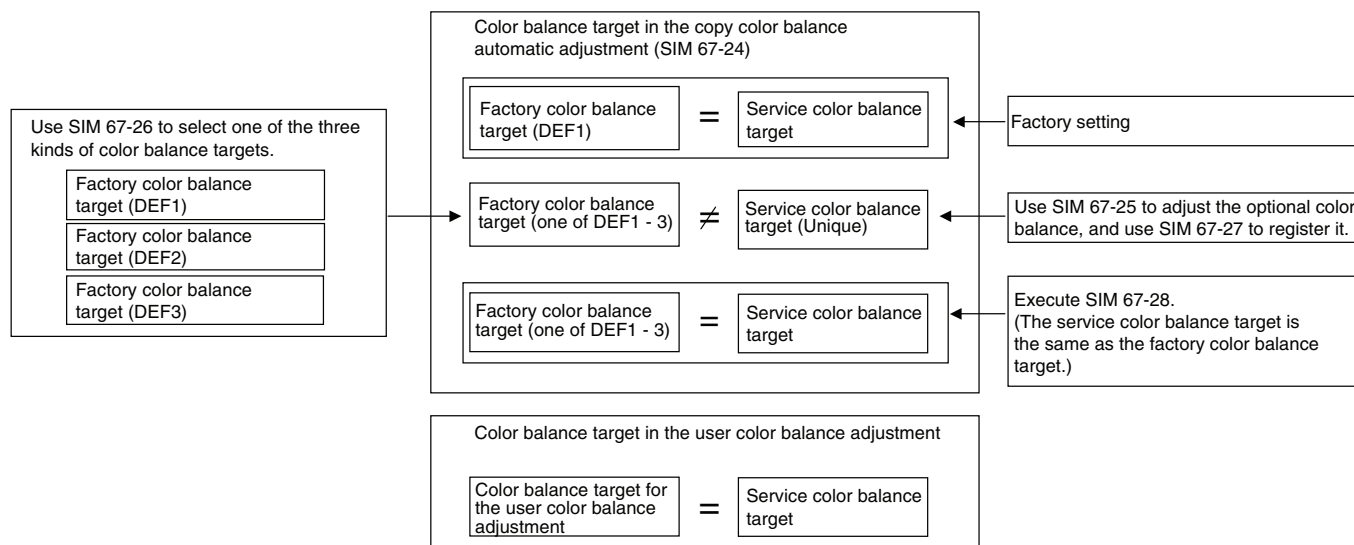 Color balance target in the copy color balance
automatic adjustment (SIM 67-24)
Use SIM 67-26 to select one of the three
kinds of color balance targets.
Factory color balance
target (DEF1)
Factory color balance
target (DEF2)
Factory color balance
target (DEF3)
Factory color balance
target (DEF1)
=
Service color balance
target
Factory setting
Factory color balance
target (one of DEF1 - 3)
≠
Service color balance
target (Unique)
Use SIM 67-25 to adjust the optional color
balance, and use SIM 67-27 to register it.
Factory color balance
target (one of DEF1 - 3)
=
Service color balance
target
Execute SIM 67-28.
(The service color balance target is
the same as the factory color balance
target.)
Color balance target in the user color balance adjustment
Color balance target for
the user color balance
adjustment
=
Service color balance
target